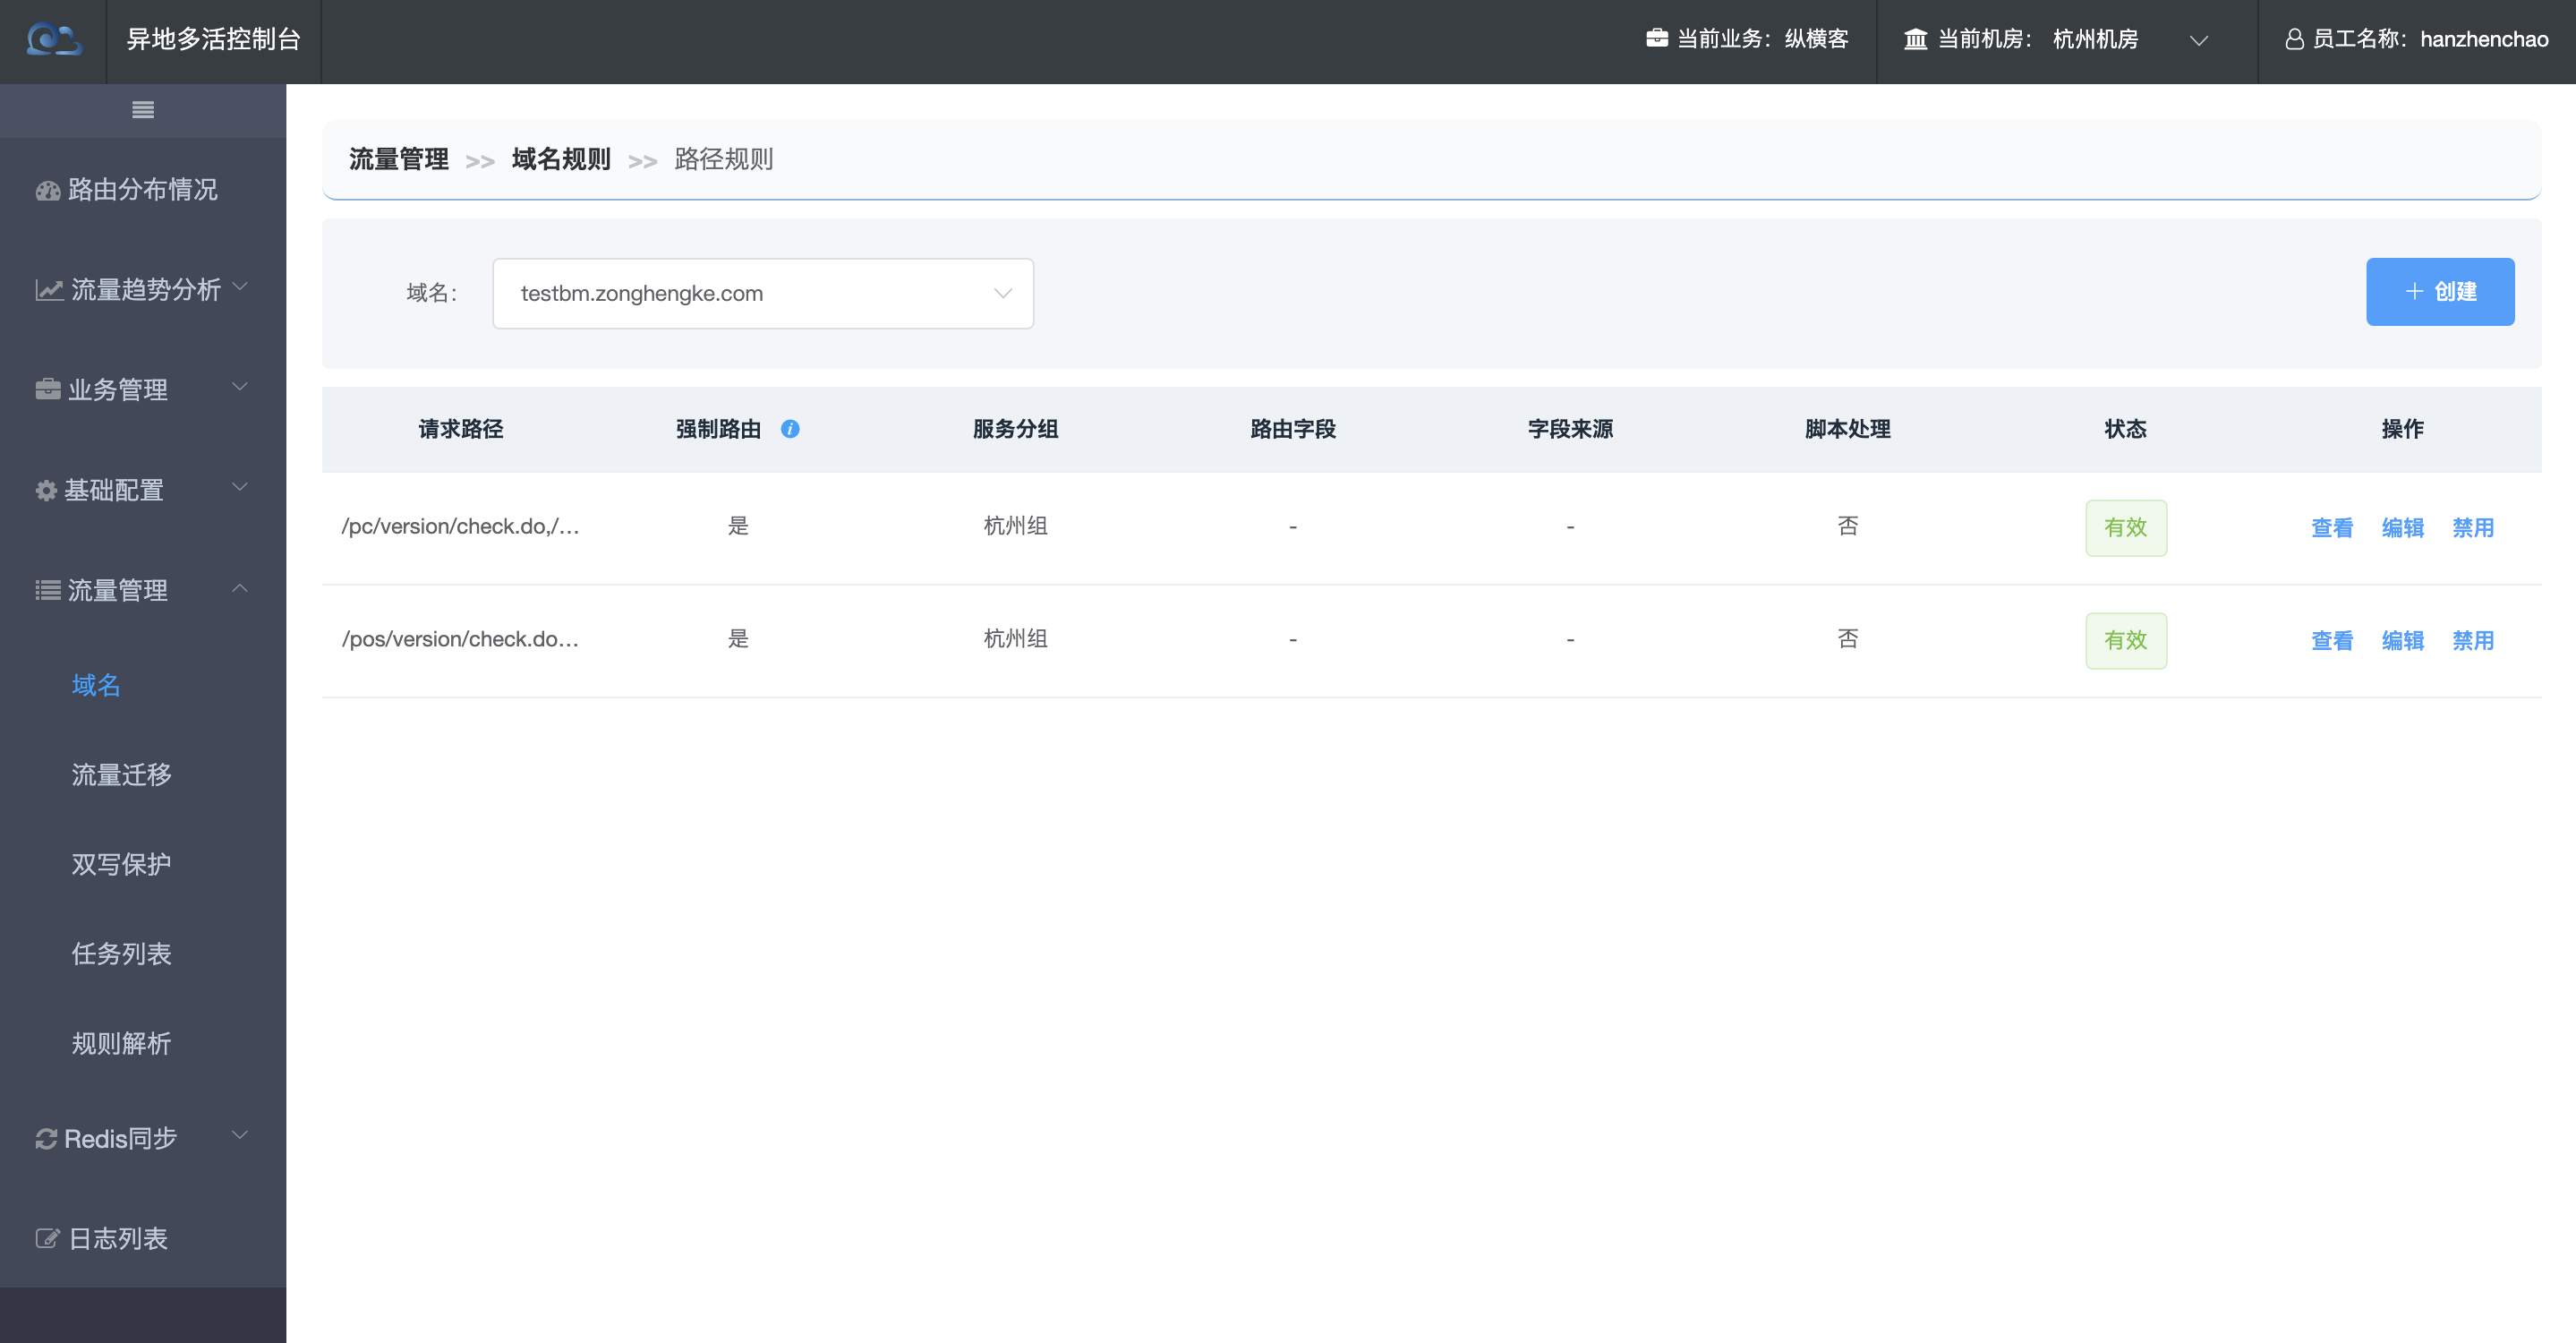 异地多活控制台
当前业务：纵横客
当前机房： 杭州机房
员工名称：hanzhenchao
路由分布情况
流量趋势分析
业务管理
基础配置
流量管理
域名
流量迁移
双写保护
任务列表
规则解析
Redis同步
日志列表
流量管理 >> 域名规则 >> 路径规则
域名： testbm.zonghengke.com
+ 创建
请求路径 强制路由 服务分组 路由字段 字段来源 脚本处理 状态 操作
/pc/version/check.do,/... 是 杭州组 - - 否 有效 查看 编辑 禁用
/pos/version/check.do... 是 杭州组 - - 否 有效 查看 编辑 禁用